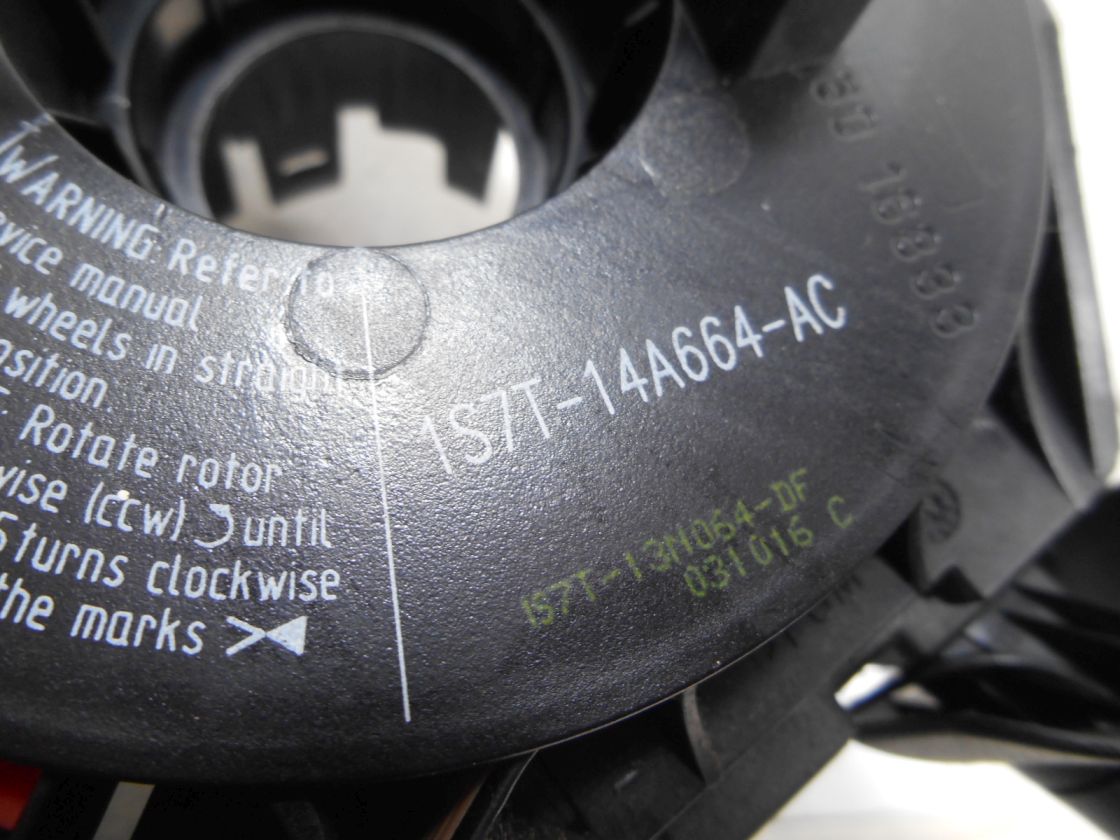 WARNING Refer to
vice manual
wheels in straight
sition.
Rotate rotor
wise (ccw) until
5 turns clockwise
the marks
1S7T-14A664-AC
1S7T-13N064-DF
031016 C